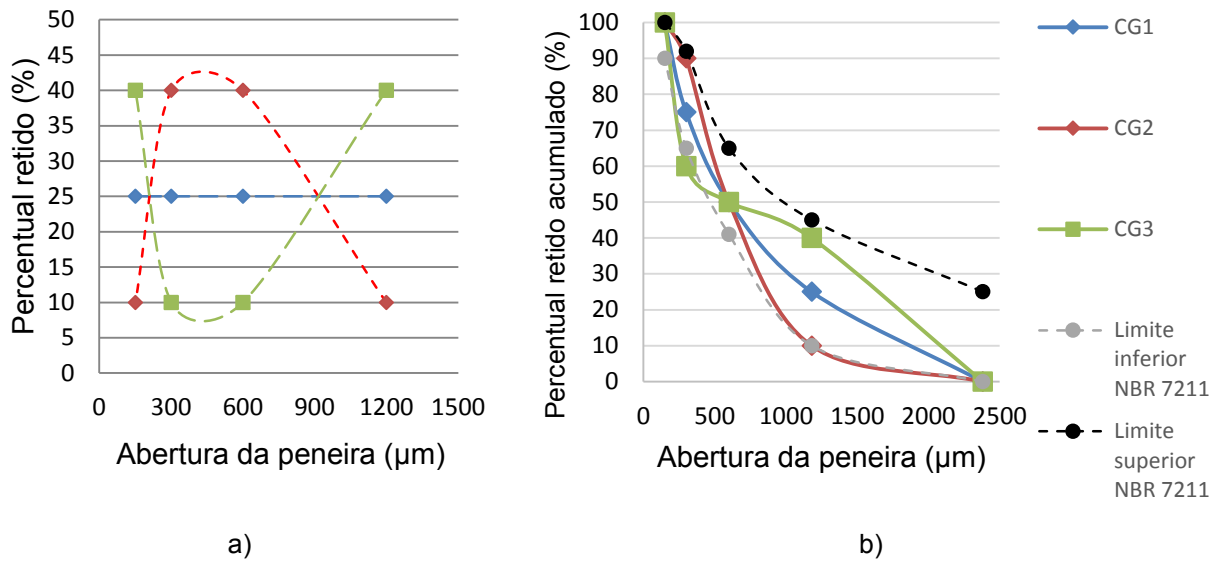 Percentual retido (%)
50
45
40
35
30
25
20
15
10
5
0
0 300 600 900 1200 1500
Abertura da peneira (µm)
a)
Percentual retido acumulado (%)
100
90
80
70
60
50
40
30
20
10
0
0 500 1000 1500 2000 2500
Abertura da peneira (µm)
b)
CG1
CG2
CG3
Limite
inferior
NBR 7211
Limite
superior
NBR 7211